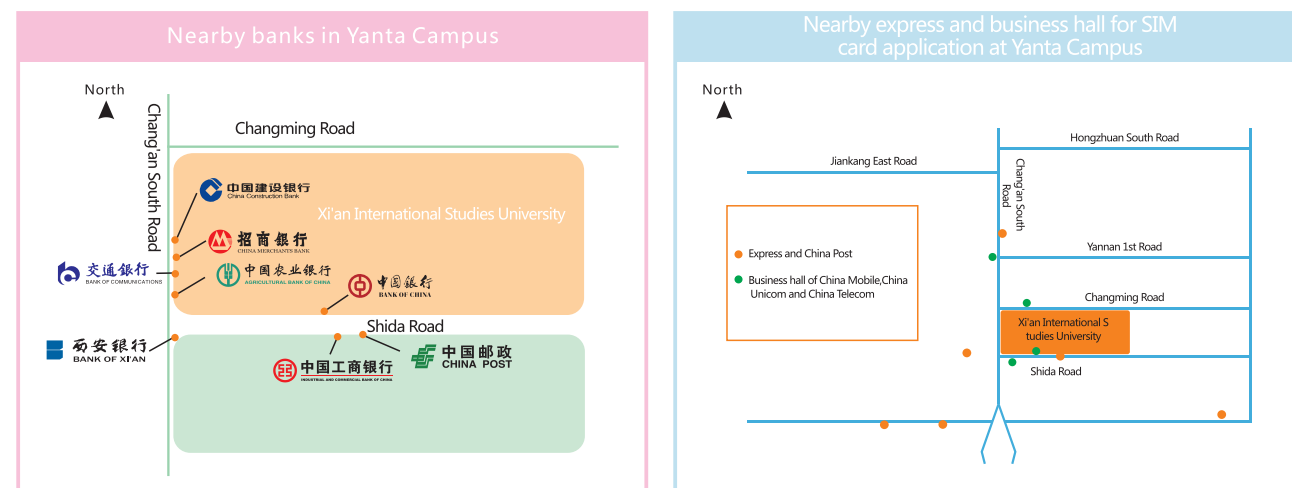 Nearby banks in Yanta Campus
North
Chang'an South Road
Changming Road
中国建设银行
China Construction Bank
Xi'an International Studies University
招商银行
CHINA MERCHANTS BANK
交通银行
BANK OF COMMUNICATIONS
中国农业银行
AGRICULTURAL BANK OF CHINA
中国银行
BANK OF CHINA
Shida Road
西安银行
BANK OF XI'AN
中国工商银行
INDUSTRIAL AND COMMERCIAL BANK OF CHINA
中国邮政
CHINA POST
Nearby express and business hall for SIM
card application at Yanta Campus
North
Hongzhuan South Road
Jiankang East Road
Chang'an South
Road
Yannan 1st Road
Express and China Post
Business hall of China Mobile,China
Unicom and China Telecom
Changming Road
Xi'an International S
tudies University
Shida Road